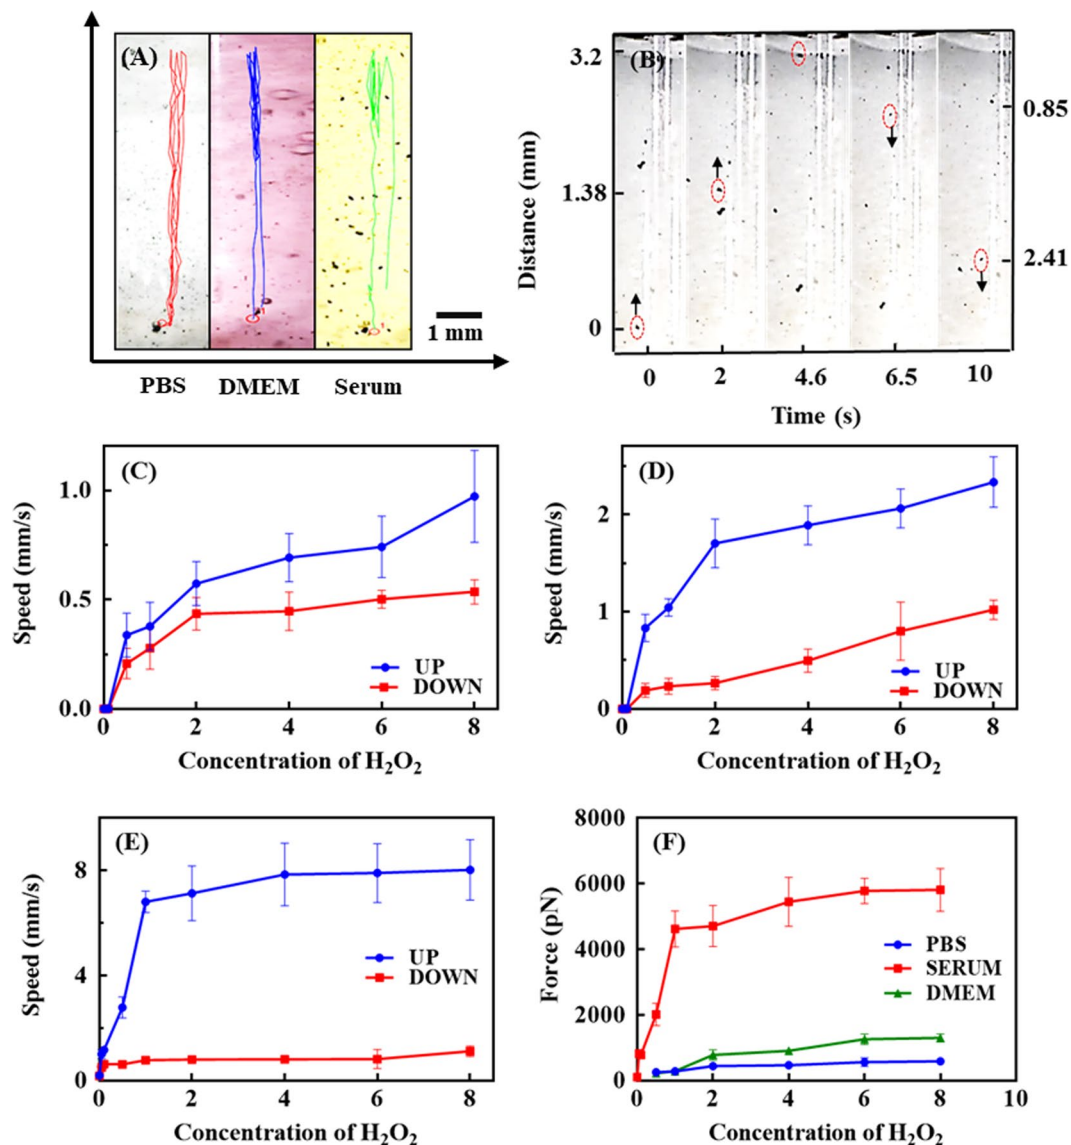 (A)
1 mm
PBS DMEM Serum
(B)
Distance (mm)
3.2
1.38
0
0.85
2.41
0 2 4.6 6.5 10
Time (s)
(C)
Speed (mm/s)
1.0
0.5
0.0
UP
DOWN
0 2 4 6 8
Concentration of H₂O₂
(D)
Speed (mm/s)
2
1
0
UP
DOWN
0 2 4 6 8
Concentration of H₂O₂
(E)
Speed (mm/s)
8
4
0
UP
DOWN
0 2 4 6 8
Concentration of H₂O₂
(F)
Force (pN)
8000
6000
4000
2000
0
PBS
SERUM
DMEM
0 2 4 6 8 10
Concentration of H₂O₂